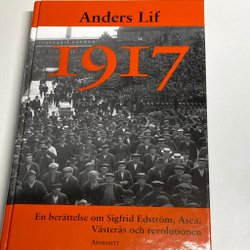 Anders Lif
1917
En berättelse om Sigfrid Edström, Asea,
Västerås och revolutionen